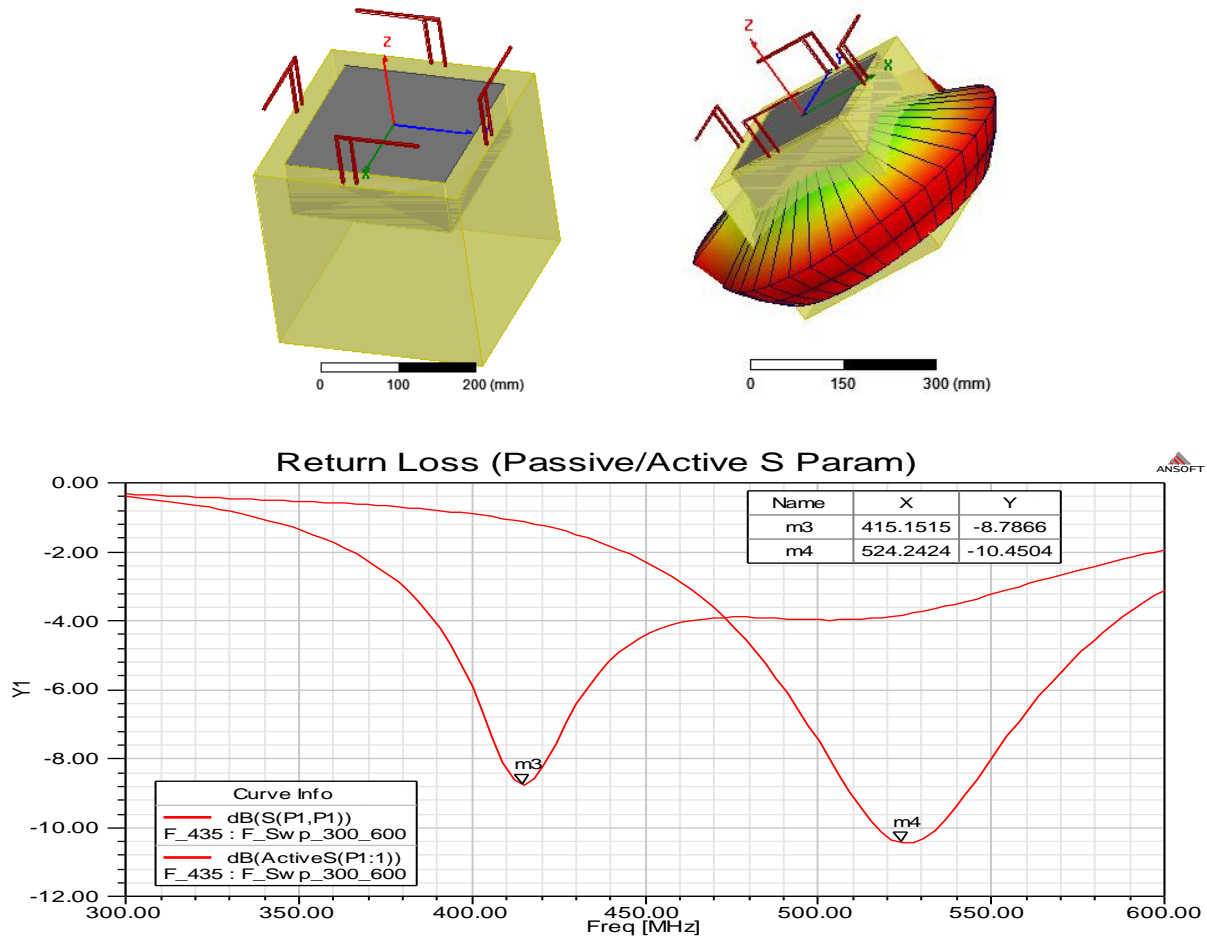 Z
X
0 100 200 (mm)
Z
Y
X
0 150 300 (mm)
Return Loss (Passive/Active S Param)
ANSOFT
Name X Y
m3 415.1515 -8.7866
m4 524.2424 -10.4504
0.00
-2.00
-4.00
-6.00
-8.00
-10.00
-12.00
Y1
m3
m4
Curve Info
dB(S(P1,P1))
F_435 : F_Swp_300_600
dB(ActiveS(P1:1))
F_435 : F_Swp_300_600
300.00 400.00 450.00 500.00 550.00 600.00
Freq [MHz]